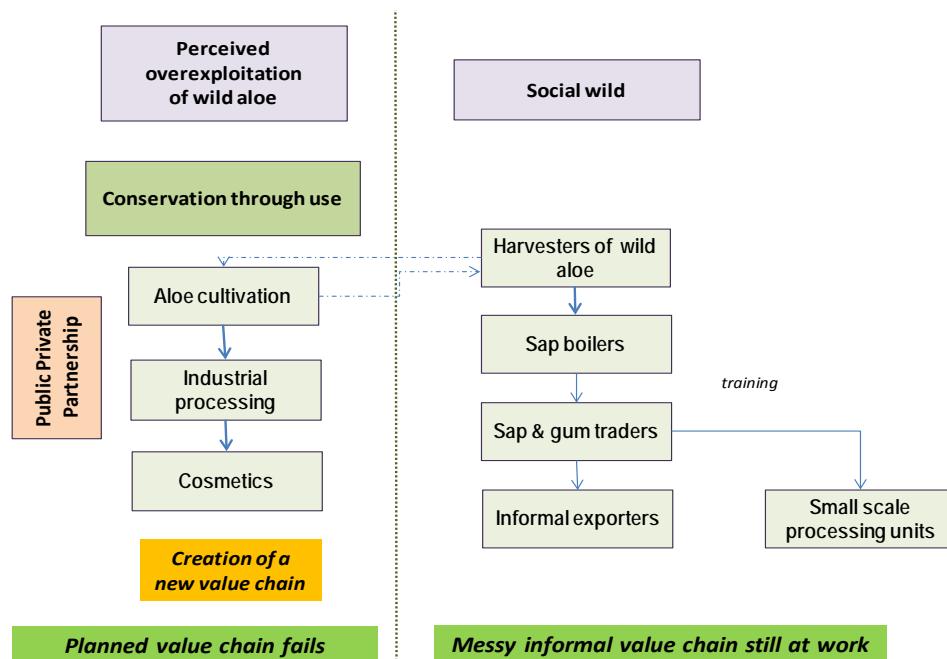 Perceived
overexploitation
of wild aloe
Social wild
Conservation through use
Harvesters of wild
aloe
Aloe cultivation
Public Private
Partnership
Sap boilers
Industrial
processing
training
Sap & gum traders
Cosmetics
Informal exporters
Small scale
processing units
Creation of a
new value chain
Planned value chain fails
Messy informal value chain still at work